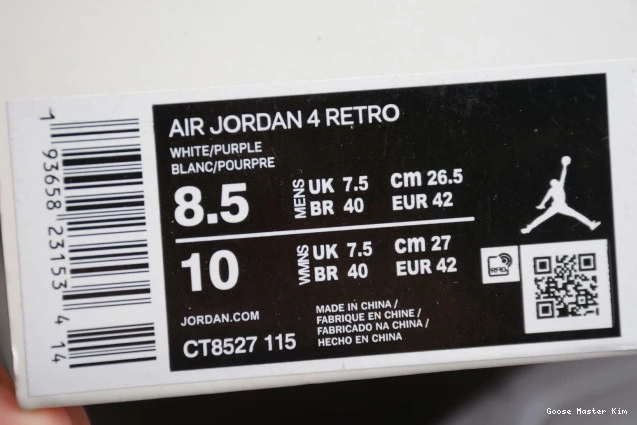 AIR JORDAN 4 RETRO
WHITE/PURPLE
BLANC/POURPRE
8.5 MENS UK 7.5 cm 26.5
BR 40 EUR 42
10 WMNS UK 7.5 cm 27
BR 40 EUR 42
JORDAN.COM
CT8527 115
MADE IN CHINA /
FABRIQUE EN CHINE /
FABRICADO NA CHINA /
HECHO EN CHINA
RFID
1 93658 23153 4 14
Goose Master Kim